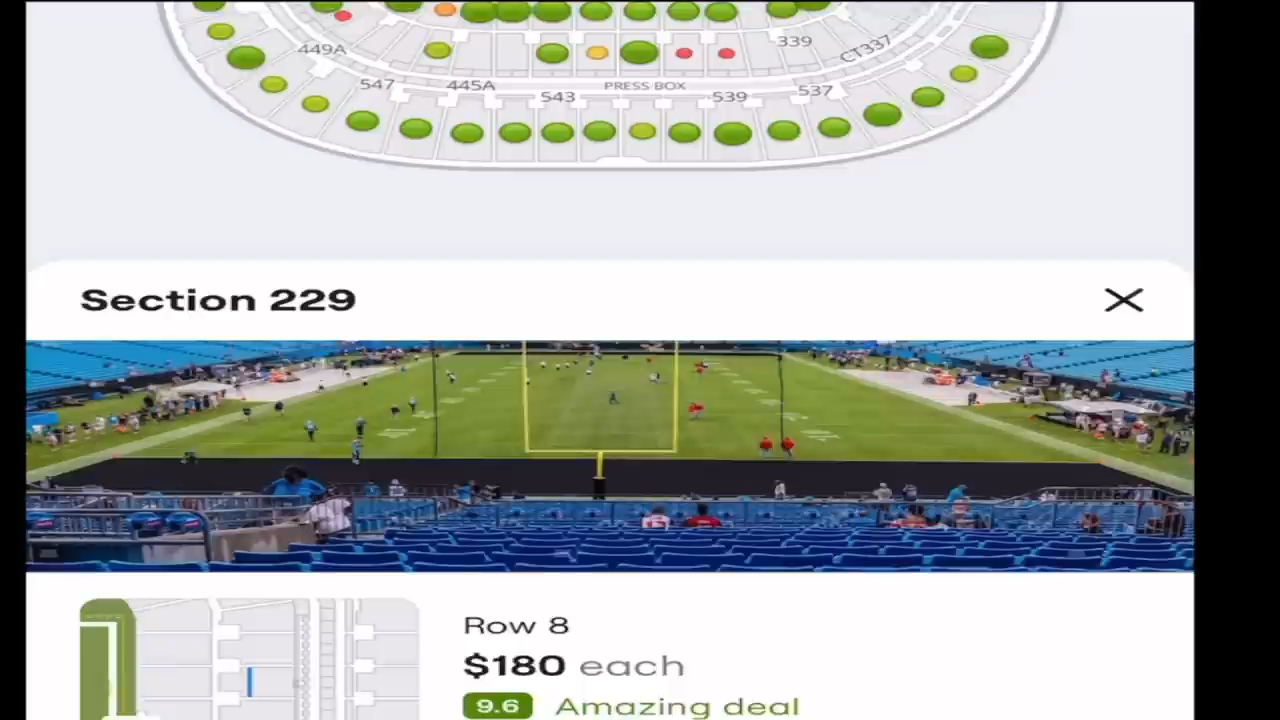 449A
339
CT337
547
445A
543
PRESS BOX
539
537
Section 229
Row 8
$180 each
9.6 Amazing deal